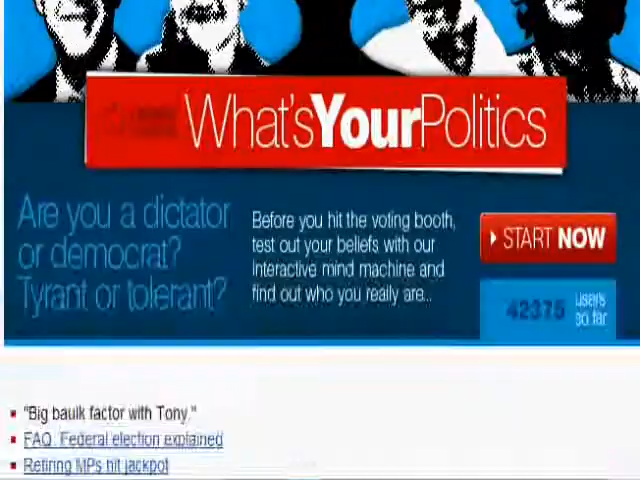 What'sYourPolitics
Are you a dictator
or democrat?
Tyrant or tolerant?
Before you hit the voting booth,
test out your beliefs with our
interactive mind machine and
find out who you really are...
START NOW
42375 users
so far
"Big baulk factor with Tony."
FAQ: Federal election explained
Retiring MPs hit jackpot